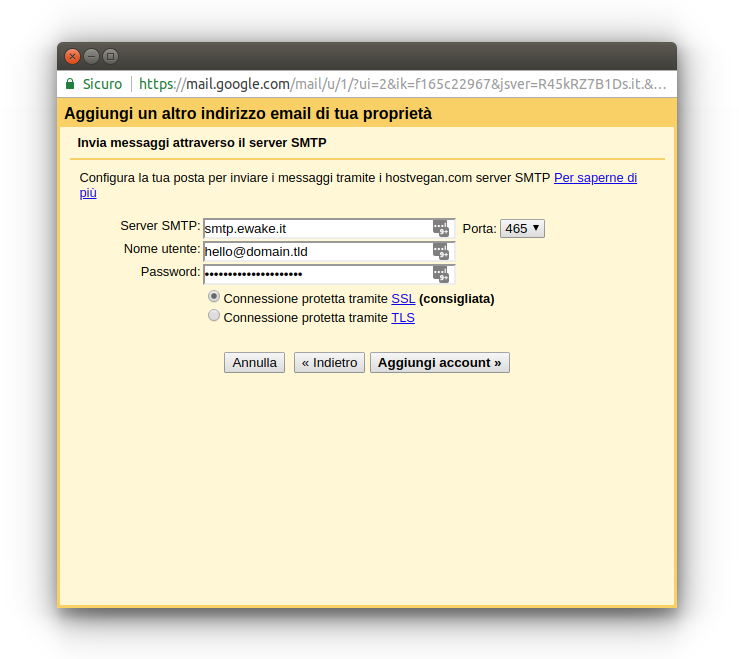 Sicuro https://mail.google.com/mail/u/1/?ui=2&ik=f165c22967&jsver=R45kRZ7B1Ds.it.&...
Aggiungi un altro indirizzo email di tua proprietà
Invia messaggi attraverso il server SMTP
Configura la tua posta per inviare i messaggi tramite i hostvegan.com server SMTP Per saperne di
più
Server SMTP: smtp.ewake.it 9+ Porta: 465
Nome utente: hello@domain.tld 9+
Password: ••••••••••••••••••••• 9+
Connessione protetta tramite SSL (consigliata)
Connessione protetta tramite TLS
Annulla « Indietro Aggiungi account »